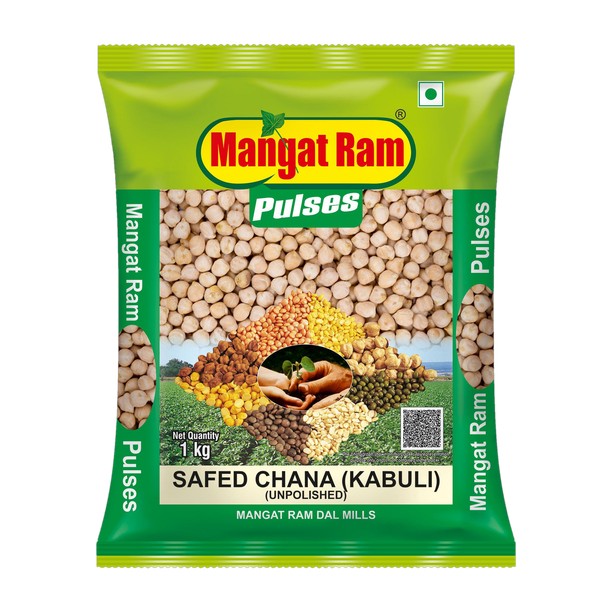 ®
Mangat Ram
Pulses
Mangat Ram
Pulses
Mangat Ram
Pulses
Net Quantity
1 kg
SAFED CHANA (KABULI)
(UNPOLISHED)
MANGAT RAM DAL MILLS